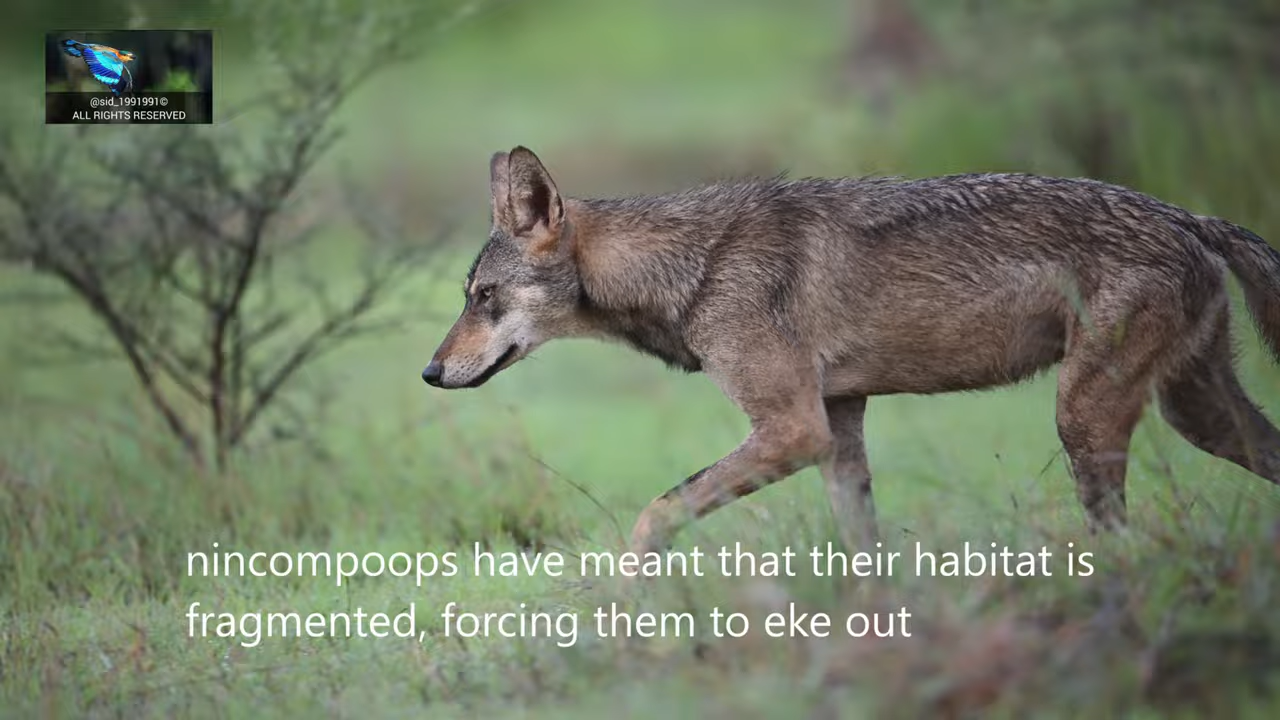 @sid_1991991©
ALL RIGHTS RESERVED
nincompoops have meant that their habitat is
fragmented, forcing them to eke out